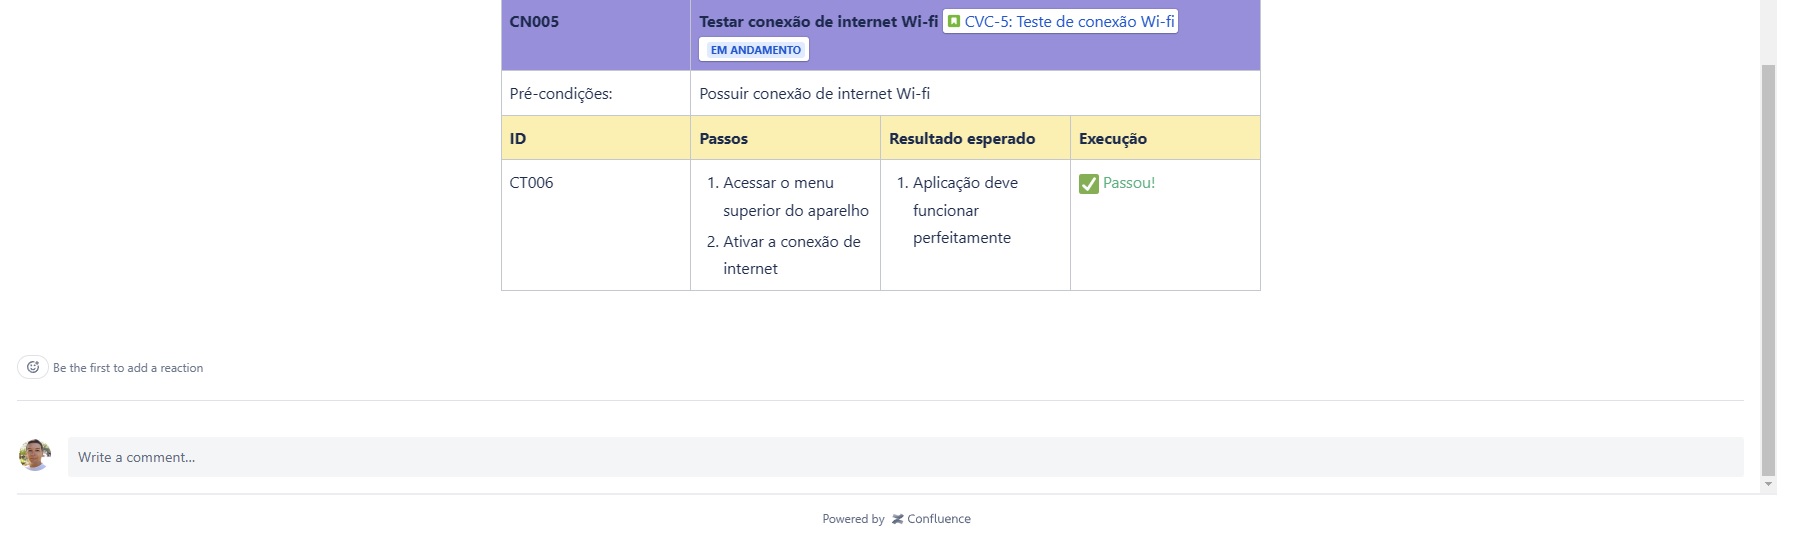 CN005
Testar conexão de internet Wi-fi CVC-5: Teste de conexão Wi-fi
EM ANDAMENTO
Pré-condições:
Possuir conexão de internet Wi-fi
ID
Passos
Resultado esperado
Execução
CT006
1. Acessar o menu
superior do aparelho
2. Ativar a conexão de
internet
1. Aplicação deve
funcionar
perfeitamente
Passou!
Be the first to add a reaction
Write a comment...
Powered by Confluence